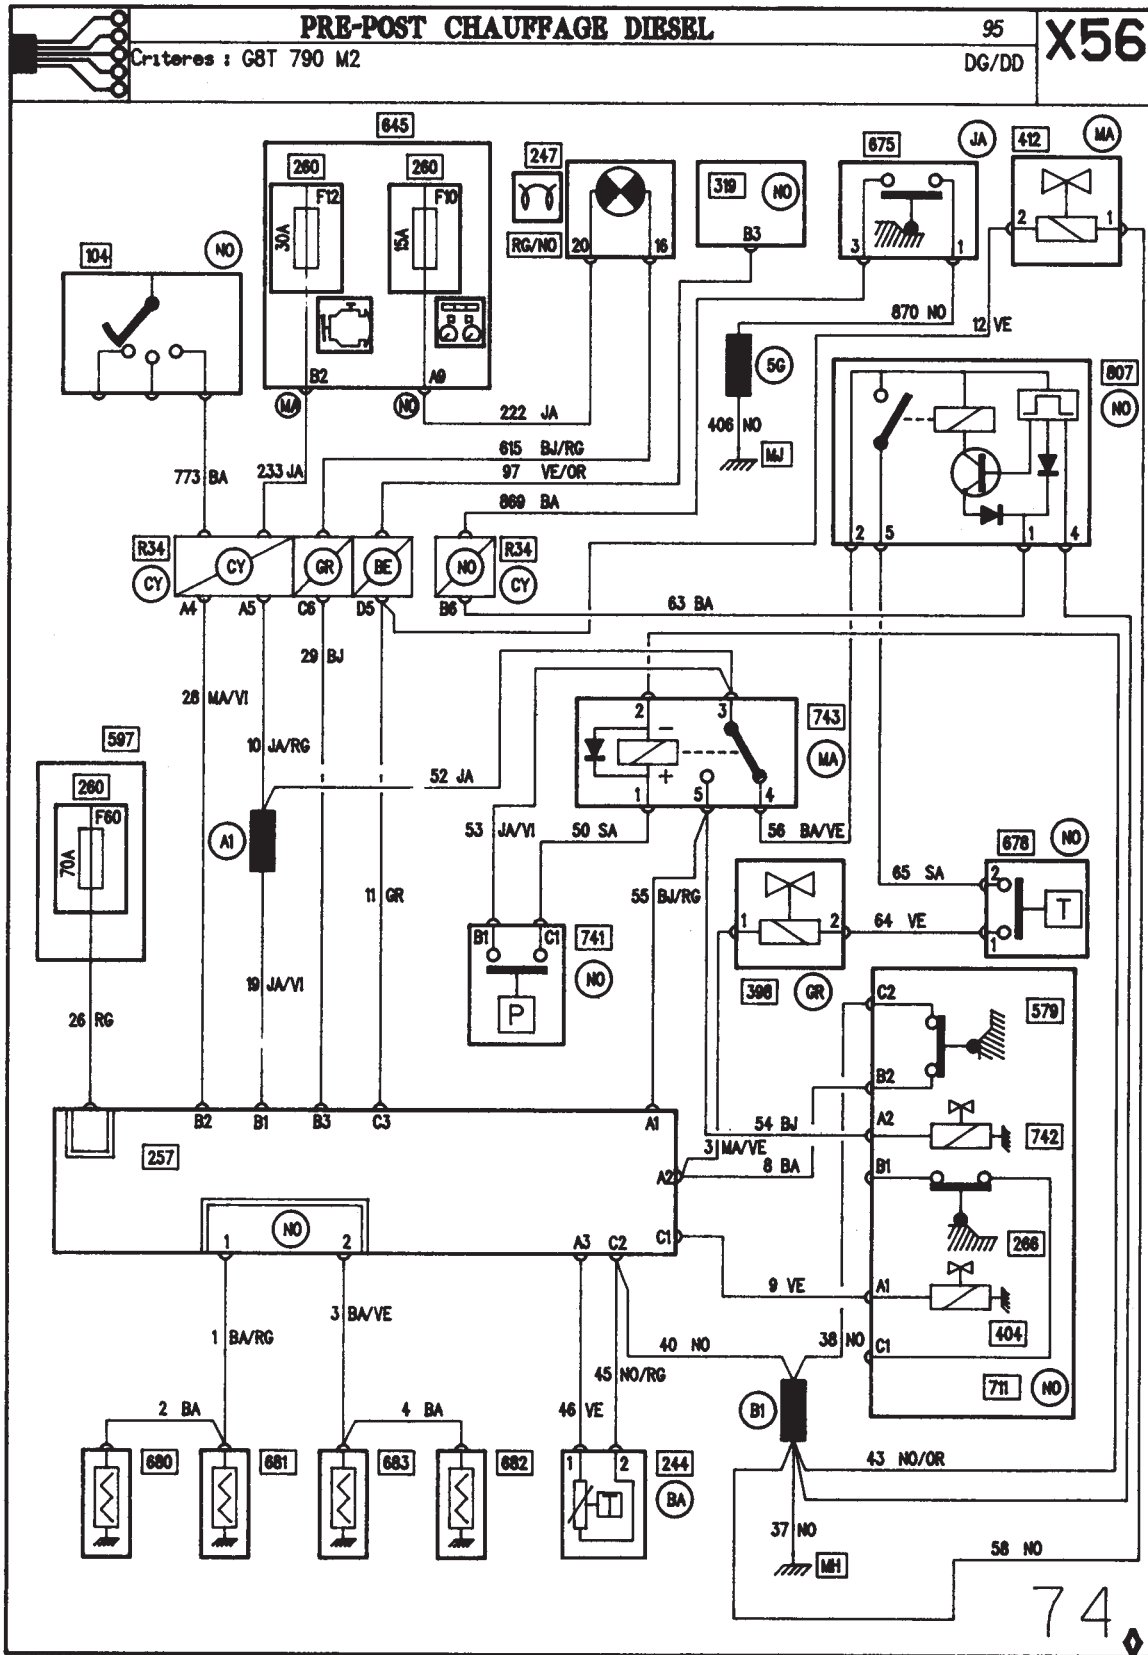 PRE-POST CHAUFFAGE DIESEL
95
X56
Criteres : G8T 790 M2
DG/DD
645
260
F12
30A
260
F10
15A
247
RG/NO
20
16
319
NO
B3
675
JA
3
1
412
MA
2
1
104
NO
B2
A9
MA
NO
870 NO
12 VE
5G
406 NO
MJ
807
NO
2
5
1
4
222 JA
615 BJ/RG
97 VE/OR
869 BA
773 BA
233 JA
R34
CY
CY
GR
BE
NO
R34
CY
A4
A5
C6
D5
B6
63 BA
29 BJ
28 MA/VI
10 JA/RG
52 JA
597
260
F60
70A
A1
2
3
743
MA
1
5
4
53 JA/VI
50 SA
56 BA/VE
55 BJ/RG
11 GR
19 JA/VI
26 RG
B1
C1
741
NO
P
1
2
398
GR
64 VE
65 SA
678
NO
2
1
T
C2
579
B2
A2
742
B1
266
A1
404
C1
711
NO
54 BJ
3 MA/VE
8 BA
B2
B1
B3
C3
A1
257
A2
NO
1
2
A3
C2
C1
9 VE
3 BA/VE
1 BA/RG
40 NO
38 NO
45 NO/RG
46 VE
2 BA
4 BA
B1
680
681
683
682
1
2
244
BA
T
43 NO/OR
37 NO
MH
58 NO
74